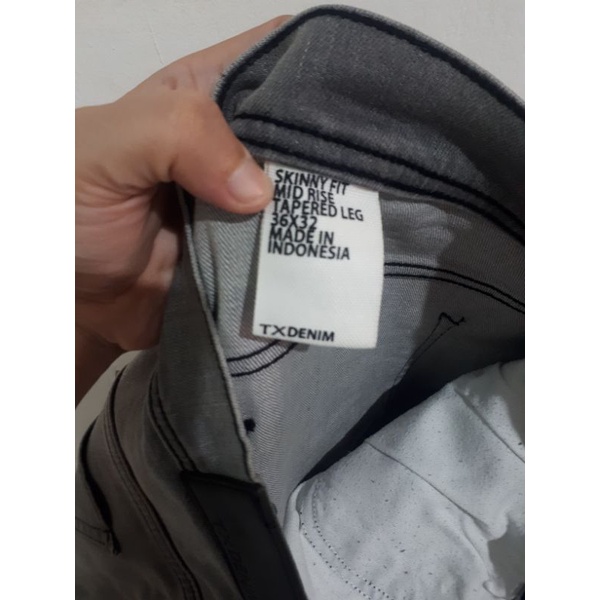 SKINNY FIT
MID RISE
TAPERED LEG
36X32
MADE IN
INDONESIA
TXDENIM